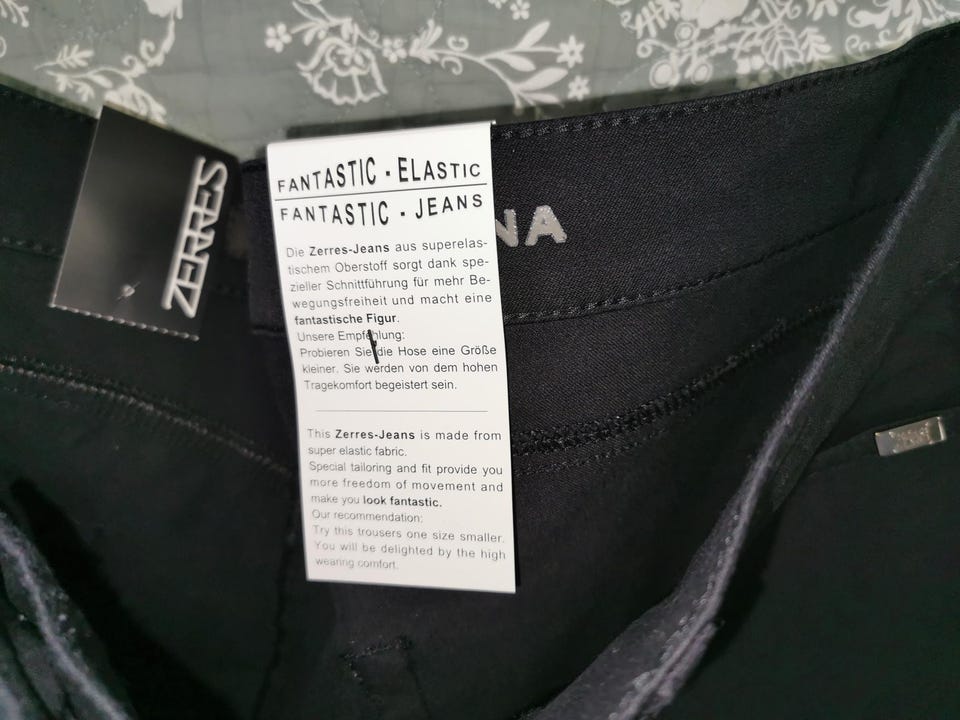 ZERRES
FANTASTIC - ELASTIC
FANTASTIC - JEANS
Die Zerres-Jeans aus superelas-
tischem Oberstoff sorgt dank spe-
zieller Schnittführung für mehr Be-
wegungsfreiheit und macht eine
fantastische Figur.
Unsere Empfehlung:
Probieren Sie die Hose eine Größe
kleiner. Sie werden von dem hohen
Tragekomfort begeistert sein.
This Zerres-Jeans is made from
super elastic fabric.
Special tailoring and fit provide you
more freedom of movement and
make you look fantastic.
Our recommendation:
Try this trousers one size smaller.
You will be delighted by the high
wearing comfort.
NA